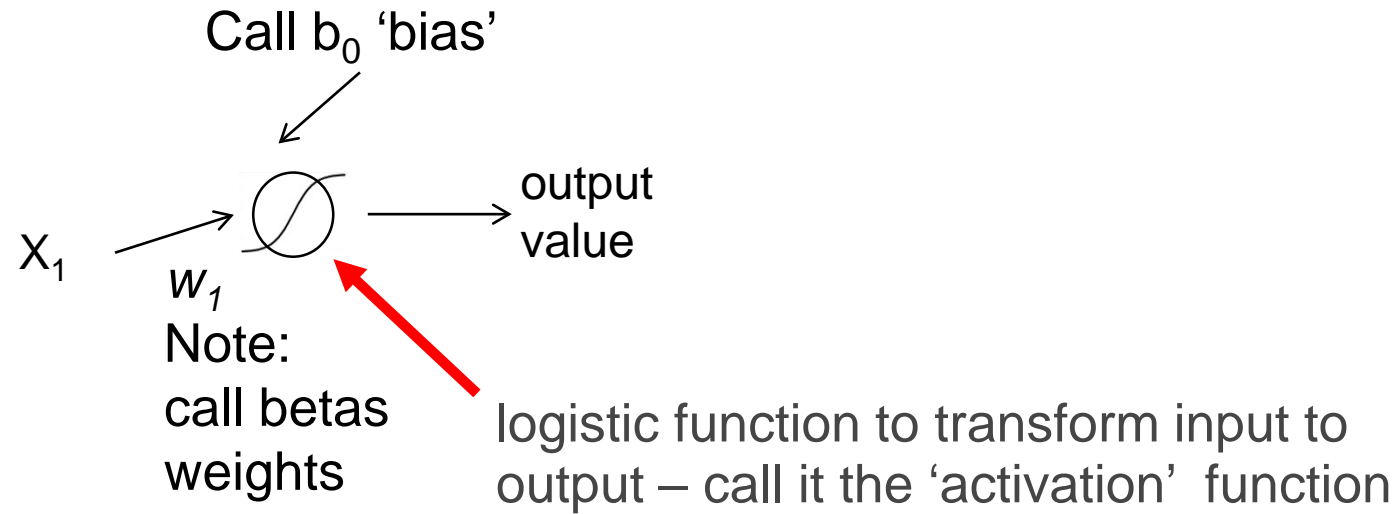 Call b₀ ‘bias’
output
value
X₁
w₁
Note:
call betas
weights
logistic function to transform input to
output – call it the ‘activation’ function